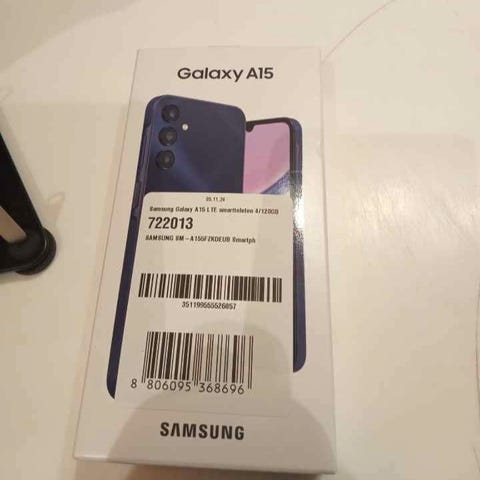 Galaxy A15
05.11.24
Samsung Galaxy A15 LTE smarttelefon 4/128GB
722013
SAMSUNG SM-A155FZKDEUB Smartph
351199555526857
8 806095 368696
SAMSUNG